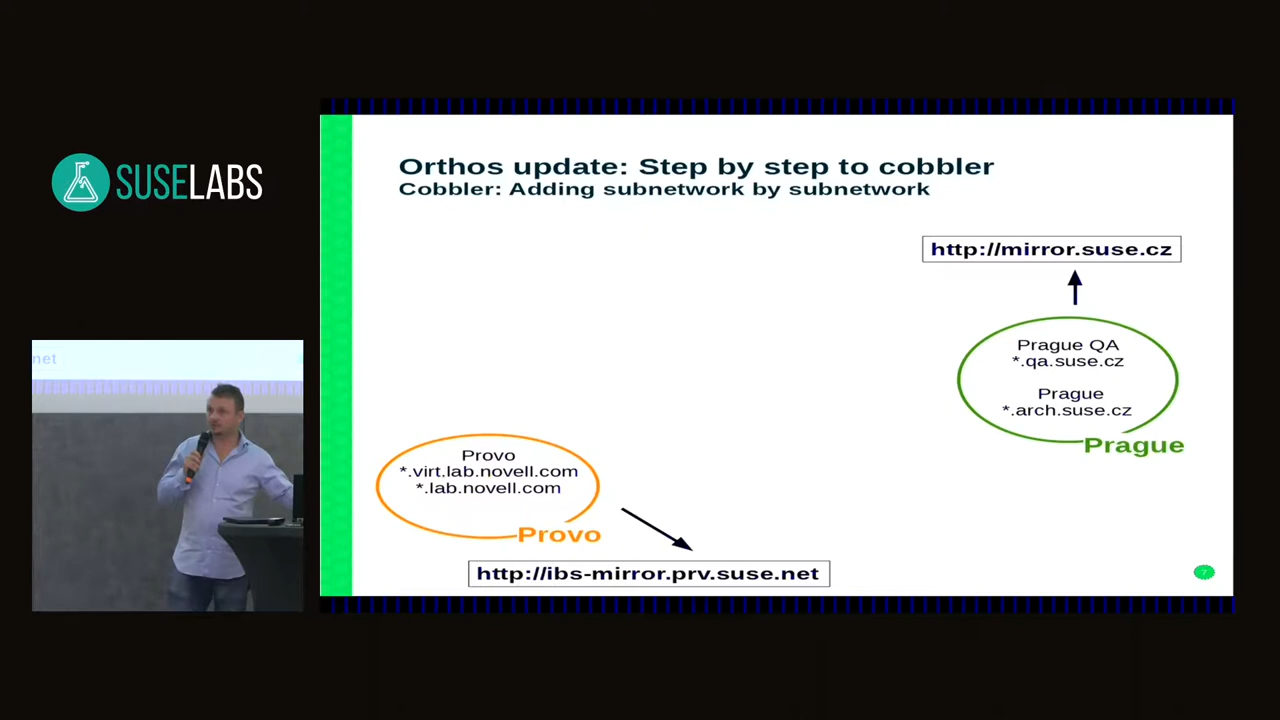 SUSELABS
Orthos update: Step by step to cobbler
Cobbler: Adding subnetwork by subnetwork
http://mirror.suse.cz
Prague QA
*.qa.suse.cz
Prague
*.arch.suse.cz
Prague
Provo
*.virt.lab.novell.com
*.lab.novell.com
Provo
http://ibs-mirror.prv.suse.net
7
net